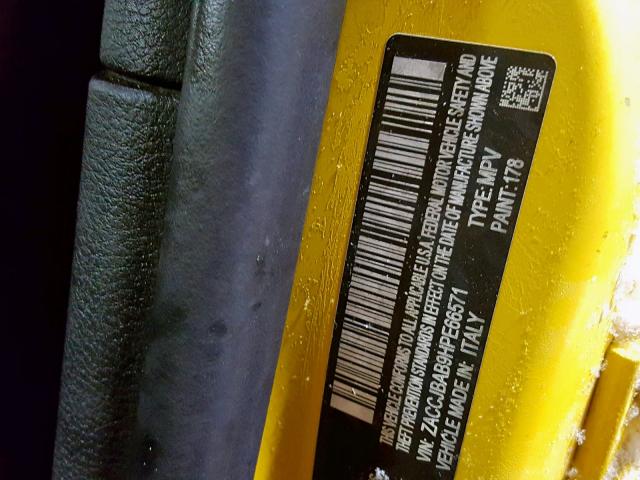 THIS VEHICLE CONFORMS TO ALL APPLICABLE U.S.A. FEDERAL MOTOR VEHICLE SAFETY AND
THEFT PREVENTION STANDARDS IN EFFECT ON THE DATE OF MANUFACTURE SHOWN ABOVE
VIN: ZACCJBAB9HPE66571 TYPE: MPV
VEHICLE MADE IN: ITALY PAINT: 178